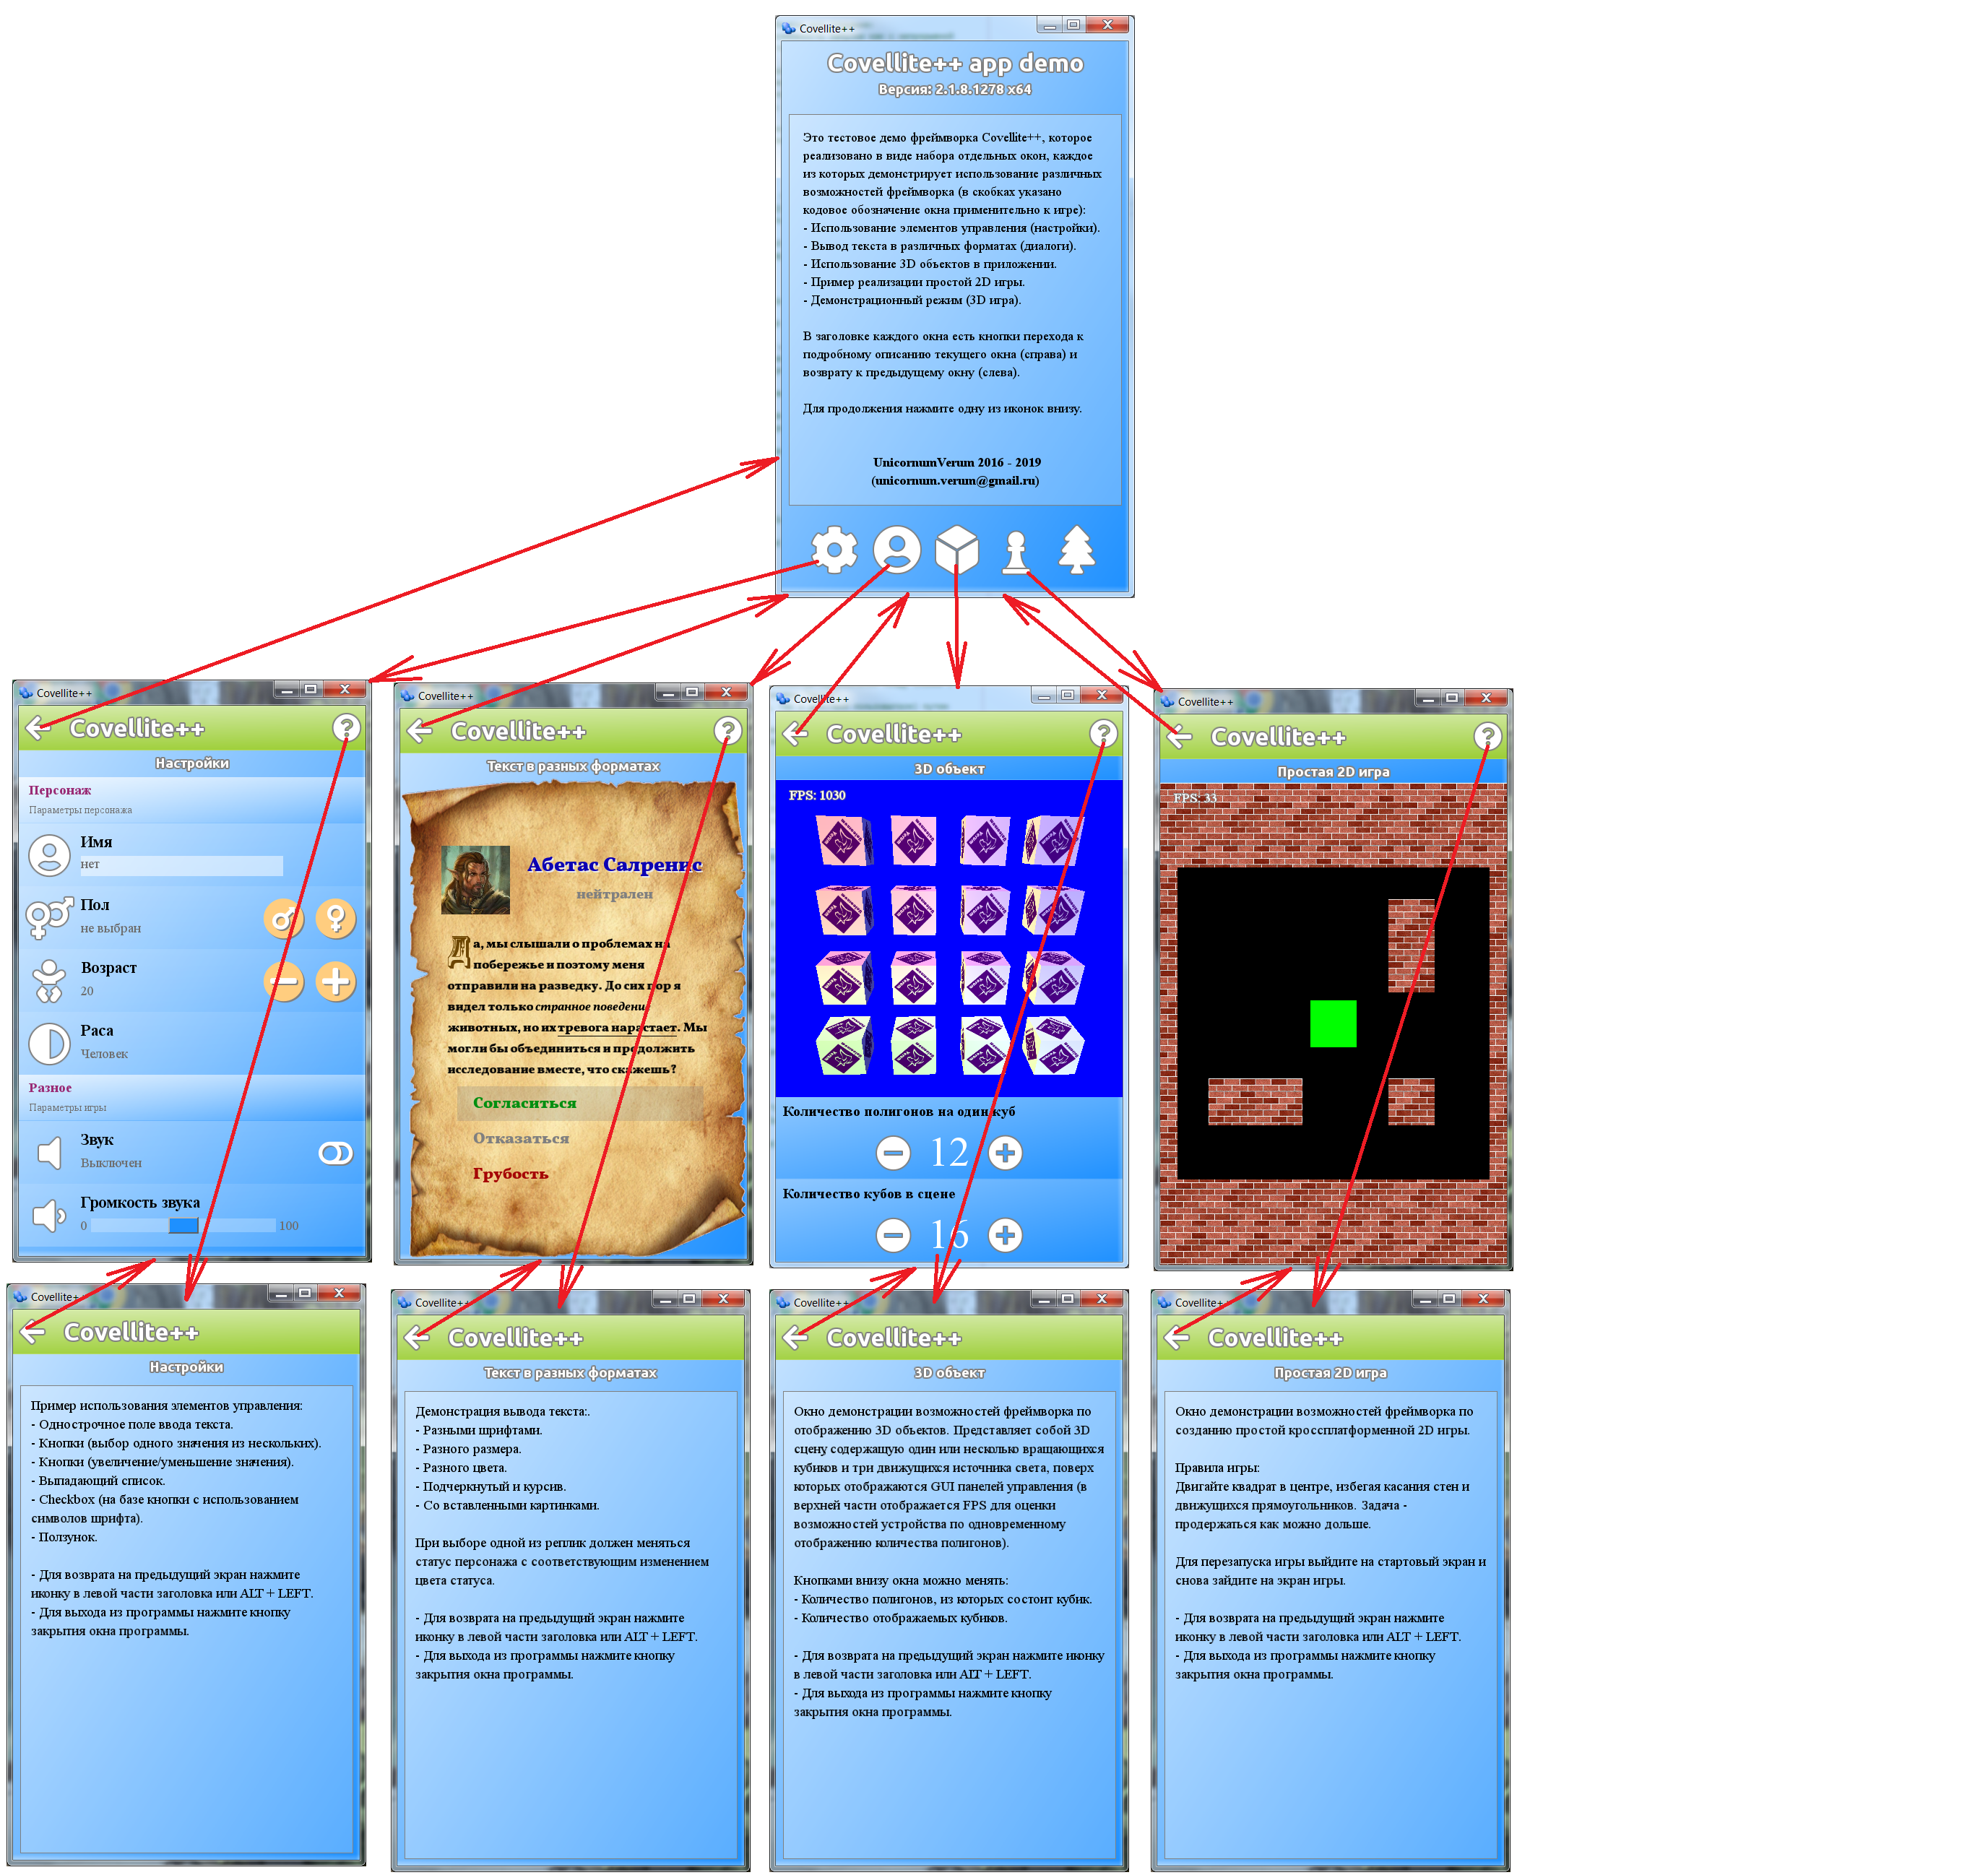 Covellite++
Covellite++ app demo
Версия: 2.1.8.1278 x64
Это тестовое демо фреймворка Covellite++, которое
реализовано в виде набора отдельных окон, каждое
из которых демонстрирует использование различных
возможностей фреймворка (в скобках указано
кодовое обозначение окна применительно к игре):
- Использование элементов управления (настройки).
- Вывод текста в различных форматах (диалоги).
- Использование 3D объектов в приложении.
- Пример реализации простой 2D игры.
- Демонстрационный режим (3D игра).
В заголовке каждого окна есть кнопки перехода к
подробному описанию текущего окна (справа) и
возврату к предыдущему окну (слева).
Для продолжения нажмите одну из иконок внизу.
UnicornumVerum 2016 - 2019
(unicornum.verum@gmail.ru)
Covellite++
Covellite++
?
Настройки
Персонаж
Параметры персонажа
Имя
нет
Пол
не выбран
Возраст
20
Раса
Человек
Разное
Параметры игры
Звук
Выключен
Громкость звука
0 100
Covellite++
Covellite++
?
Текст в разных форматах
Абетас Салренис
нейтрален
Да, мы слышали о проблемах на
побережье и поэтому меня
отправили на разведку. До сих пор я
видел только странное поведени
животных, но их тревога нарастает. Мы
могли бы объединиться и продолжить
исследование вместе, что скажешь?
Согласиться
Отказаться
Грубость
Covellite++
Covellite++
?
3D объект
FPS: 1030
Количество полигонов на один куб
12
Количество кубов в сцене
16
Covellite++
Covellite++
?
Простая 2D игра
FPS: 33
Covellite++
Covellite++
Настройки
Пример использования элементов управления:
- Однострочное поле ввода текста.
- Кнопки (выбор одного значения из нескольких).
- Кнопки (увеличение/уменьшение значения).
- Выпадающий список.
- Checkbox (на базе кнопки с использованием
символов шрифта).
- Ползунок.
- Для возврата на предыдущий экран нажмите
иконку в левой части заголовка или ALT + LEFT.
- Для выхода из программы нажмите кнопку
закрытия окна программы.
Covellite++
Covellite++
Текст в разных форматах
Демонстрация вывода текста:.
- Разными шрифтами.
- Разного размера.
- Разного цвета.
- Подчеркнутый и курсив.
- Со вставленными картинками.
При выборе одной из реплик должен меняться
статус персонажа с соответствующим изменением
цвета статуса.
- Для возврата на предыдущий экран нажмите
иконку в левой части заголовка или ALT + LEFT.
- Для выхода из программы нажмите кнопку
закрытия окна программы.
Covellite++
Covellite++
3D объект
Окно демонстрации возможностей фреймворка по
отображению 3D объектов. Представляет собой 3D
сцену содержащую один или несколько вращающихся
кубиков и три движущихся источника света, поверх
которых отображаются GUI панелей управления (в
верхней части отображается FPS для оценки
возможностей устройства по одновременному
отображению количества полигонов).
Кнопками внизу окна можно менять:
- Количество полигонов, из которых состоит кубик.
- Количество отображаемых кубиков.
- Для возврата на предыдущий экран нажмите иконку
в левой части заголовка или ALT + LEFT.
- Для выхода из программы нажмите кнопку
закрытия окна программы.
Covellite++
Covellite++
Простая 2D игра
Окно демонстрации возможностей фреймворка по
созданию простой кроссплатформенной 2D игры.
Правила игры:
Двигайте квадрат в центре, избегая касания стен и
движущихся прямоугольников. Задача -
продержаться как можно дольше.
Для перезапуска игры выйдите на стартовый экран и
снова зайдите на экран игры.
- Для возврата на предыдущий экран нажмите
иконку в левой части заголовка или ALT + LEFT.
- Для выхода из программы нажмите кнопку
закрытия окна программы.